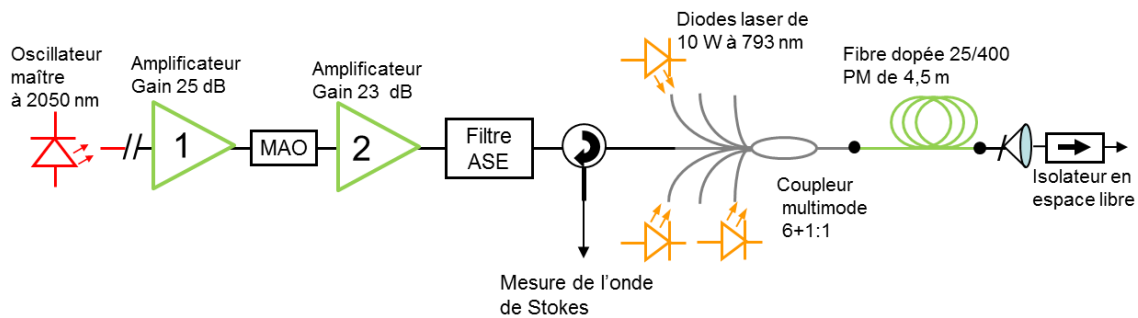 Oscillateur
maître
à 2050 nm
Amplificateur
Gain 25 dB
1
MAO
Amplificateur
Gain 23 dB
2
Filtre
ASE
Mesure de l’onde
de Stokes
Diodes laser de
10 W à 793 nm
Coupleur
multimode
6+1:1
Fibre dopée 25/400
PM de 4,5 m
Isolateur en
espace libre